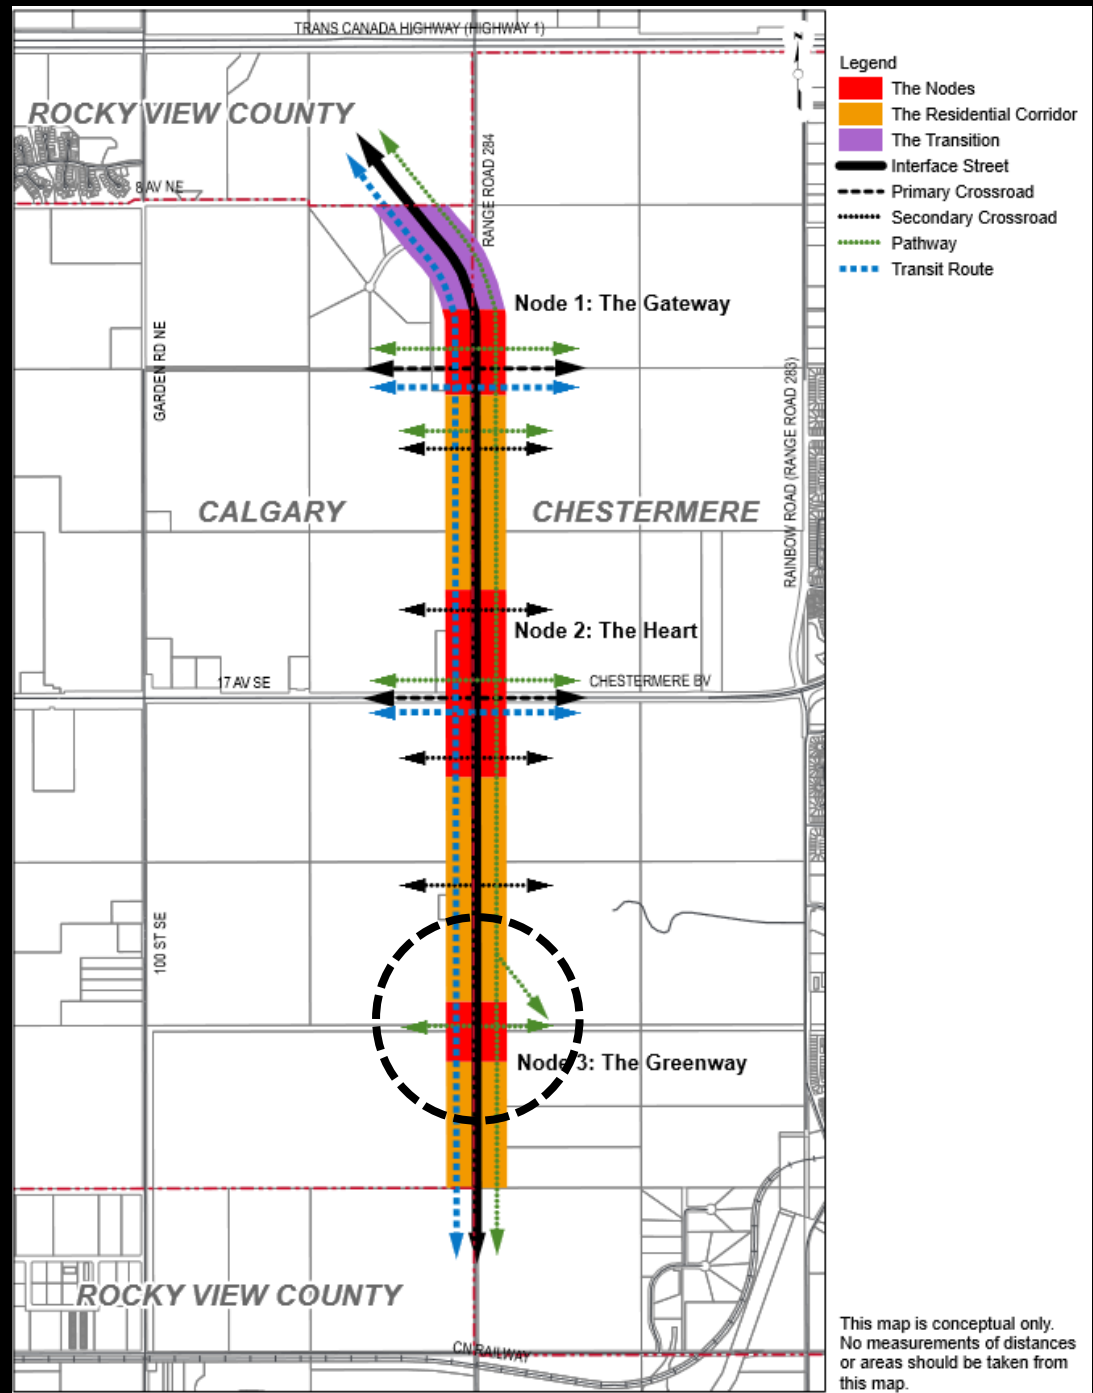 TRANS CANADA HIGHWAY (HIGHWAY 1)
N
ROCKY VIEW COUNTY
8 AV NE
RANGE ROAD 284
Node 1: The Gateway
GARDEN RD NE
RAINBOW ROAD (RANGE ROAD 283)
CALGARY
CHESTERMERE
Node 2: The Heart
17 AV SE
CHESTERMERE BV
100 ST SE
Node 3: The Greenway
ROCKY VIEW COUNTY
CN RAILWAY
Legend
The Nodes
The Residential Corridor
The Transition
Interface Street
Primary Crossroad
Secondary Crossroad
Pathway
Transit Route
This map is conceptual only.
No measurements of distances
or areas should be taken from
this map.